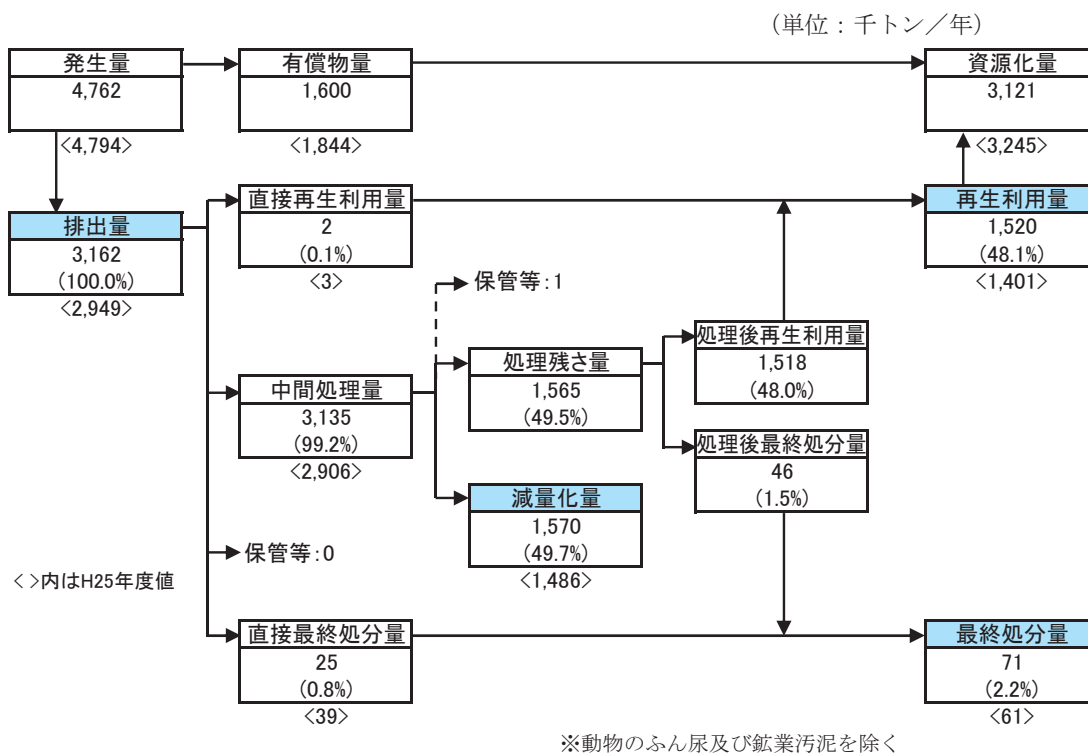 (単位：千トン／年)
発生量
4,762
<4,794>
有償物量
1,600
<1,844>
資源化量
3,121
<3,245>
排出量
3,162
(100.0%)
<2,949>
直接再生利用量
2
(0.1%)
<3>
再生利用量
1,520
(48.1%)
<1,401>
保管等:1
中間処理量
3,135
(99.2%)
<2,906>
処理残さ量
1,565
(49.5%)
処理後再生利用量
1,518
(48.0%)
処理後最終処分量
46
(1.5%)
減量化量
1,570
(49.7%)
<1,486>
保管等:0
<>内はH25年度値
直接最終処分量
25
(0.8%)
<39>
最終処分量
71
(2.2%)
<61>
※動物のふん尿及び鉱業汚泥を除く